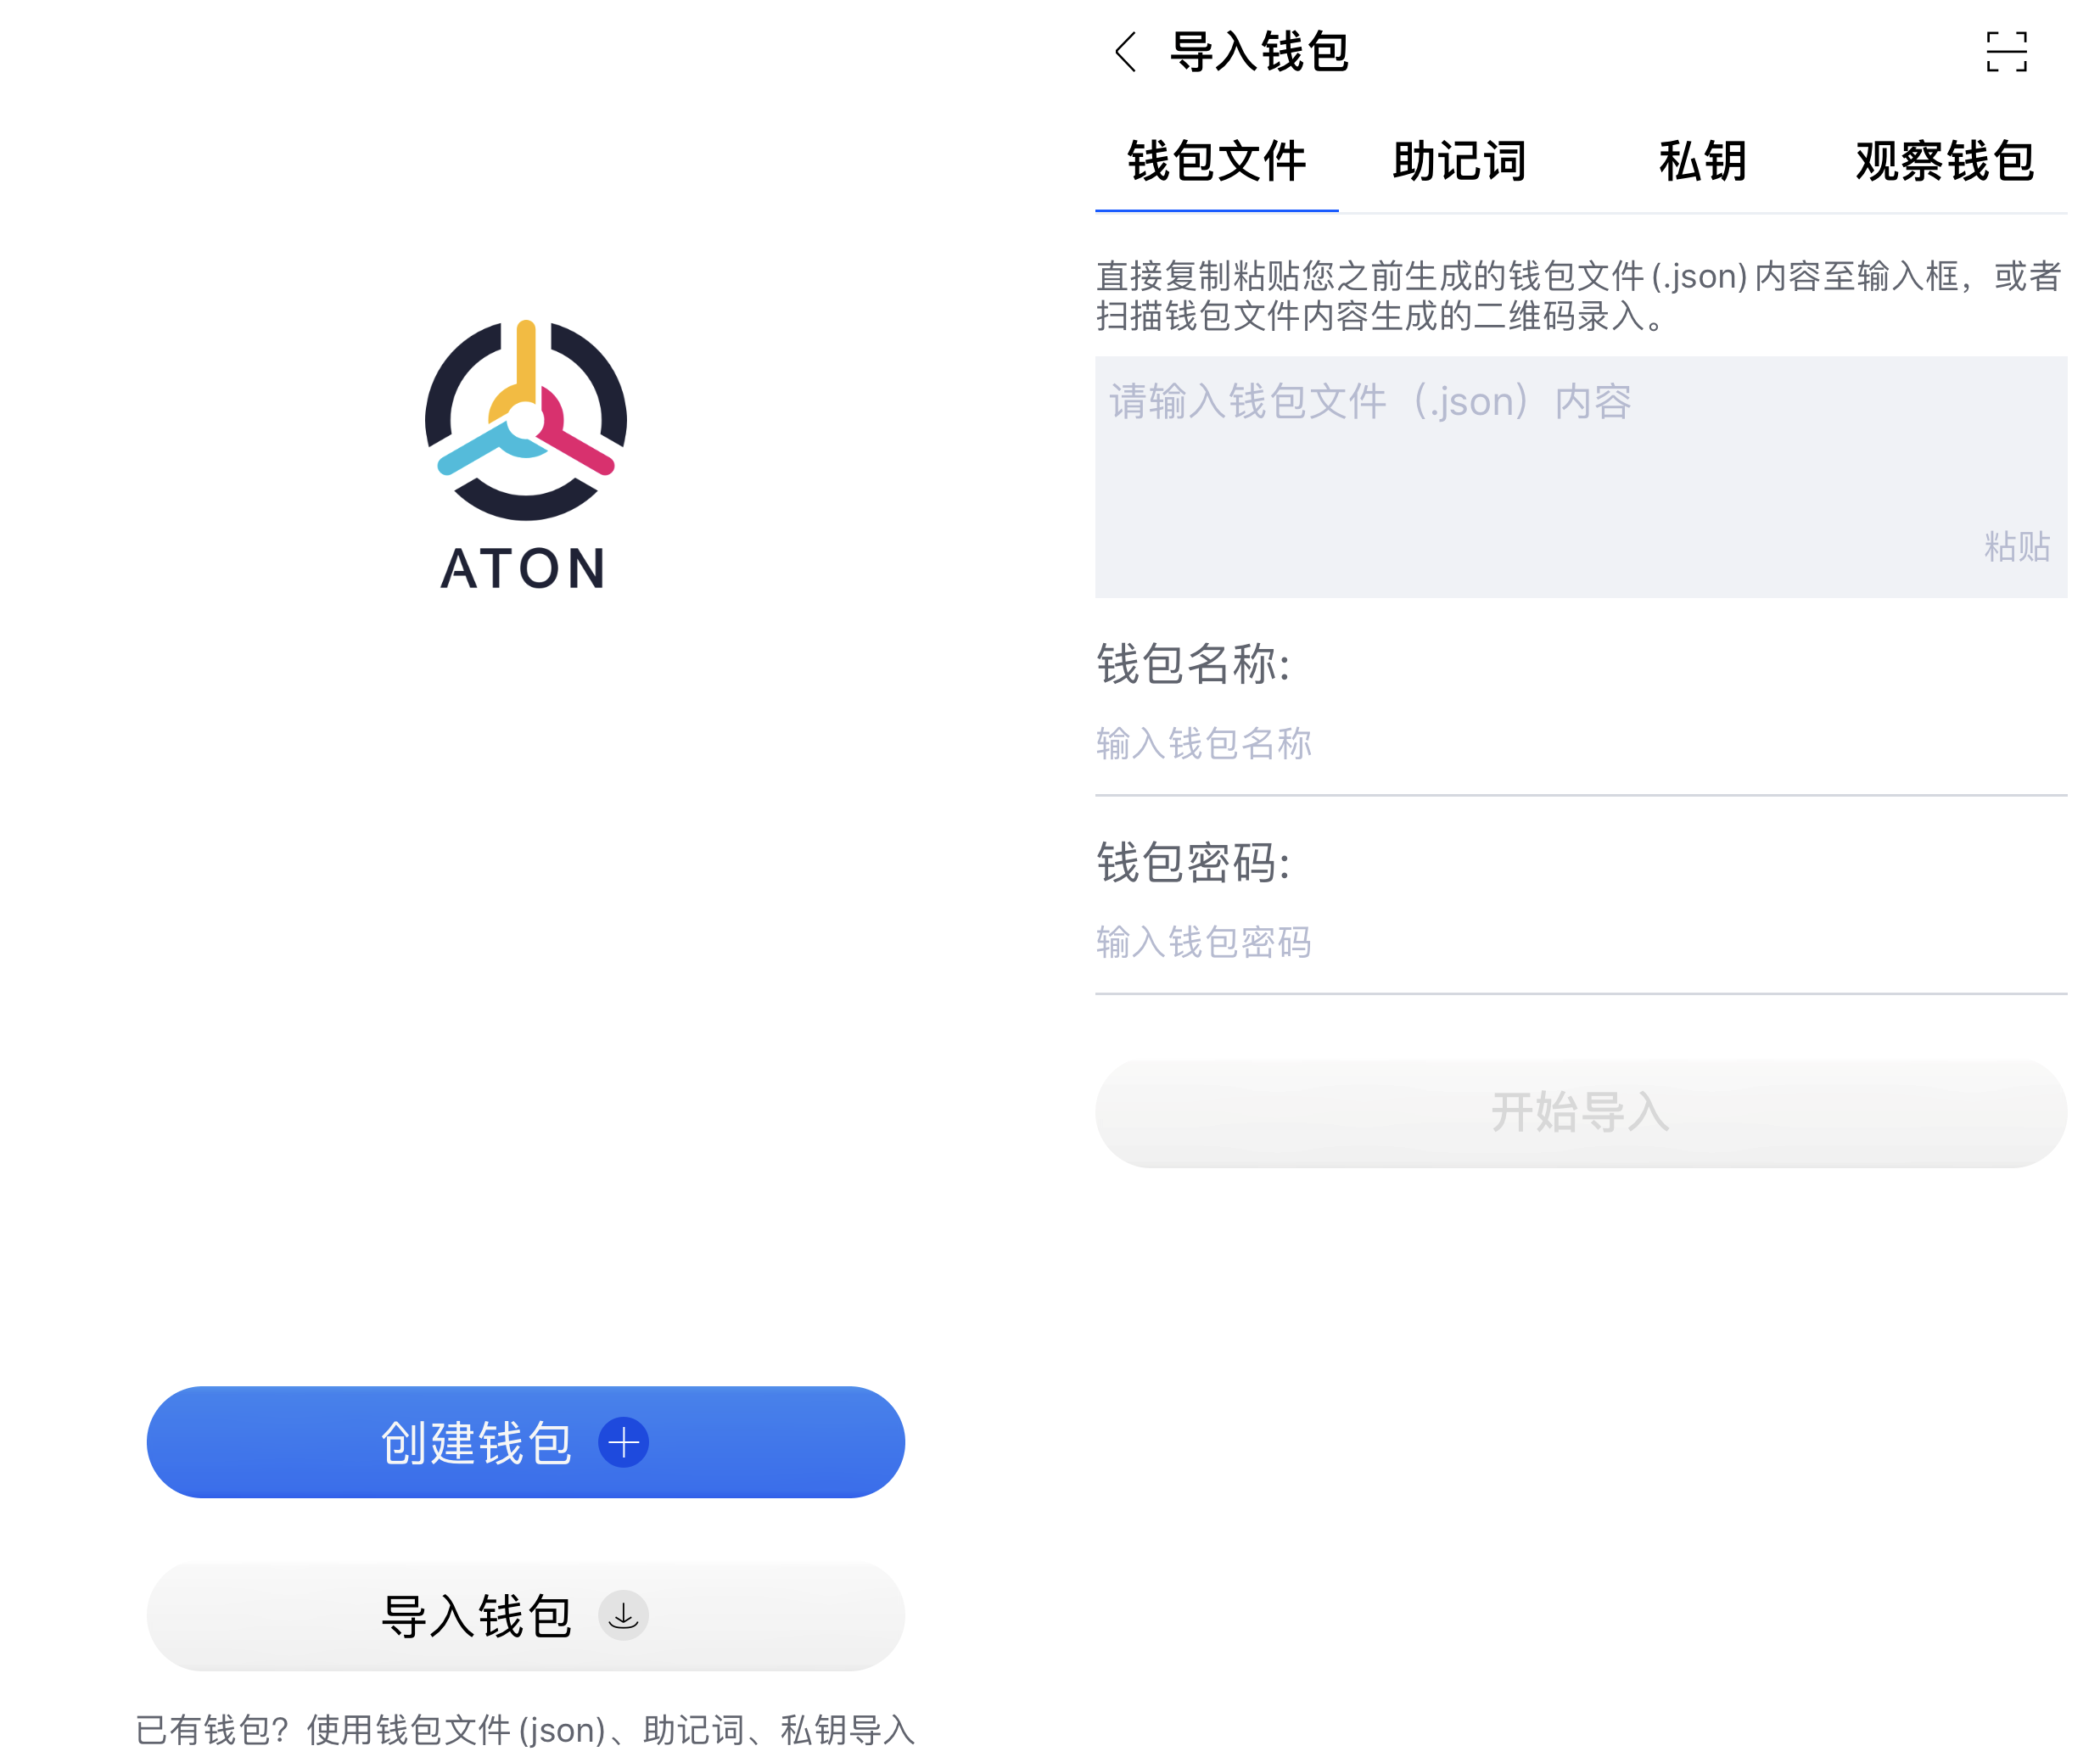 ATON
创建钱包
导入钱包
已有钱包？使用钱包文件 (.json)、助记词、私钥导入
导入钱包
钱包文件 助记词 私钥 观察钱包
直接复制粘贴您之前生成的钱包文件 (.json) 内容至输入框，或者
扫描钱包文件内容生成的二维码录入。
请输入钱包文件（.json）内容
粘贴
钱包名称:
输入钱包名称
钱包密码:
输入钱包密码
开始导入